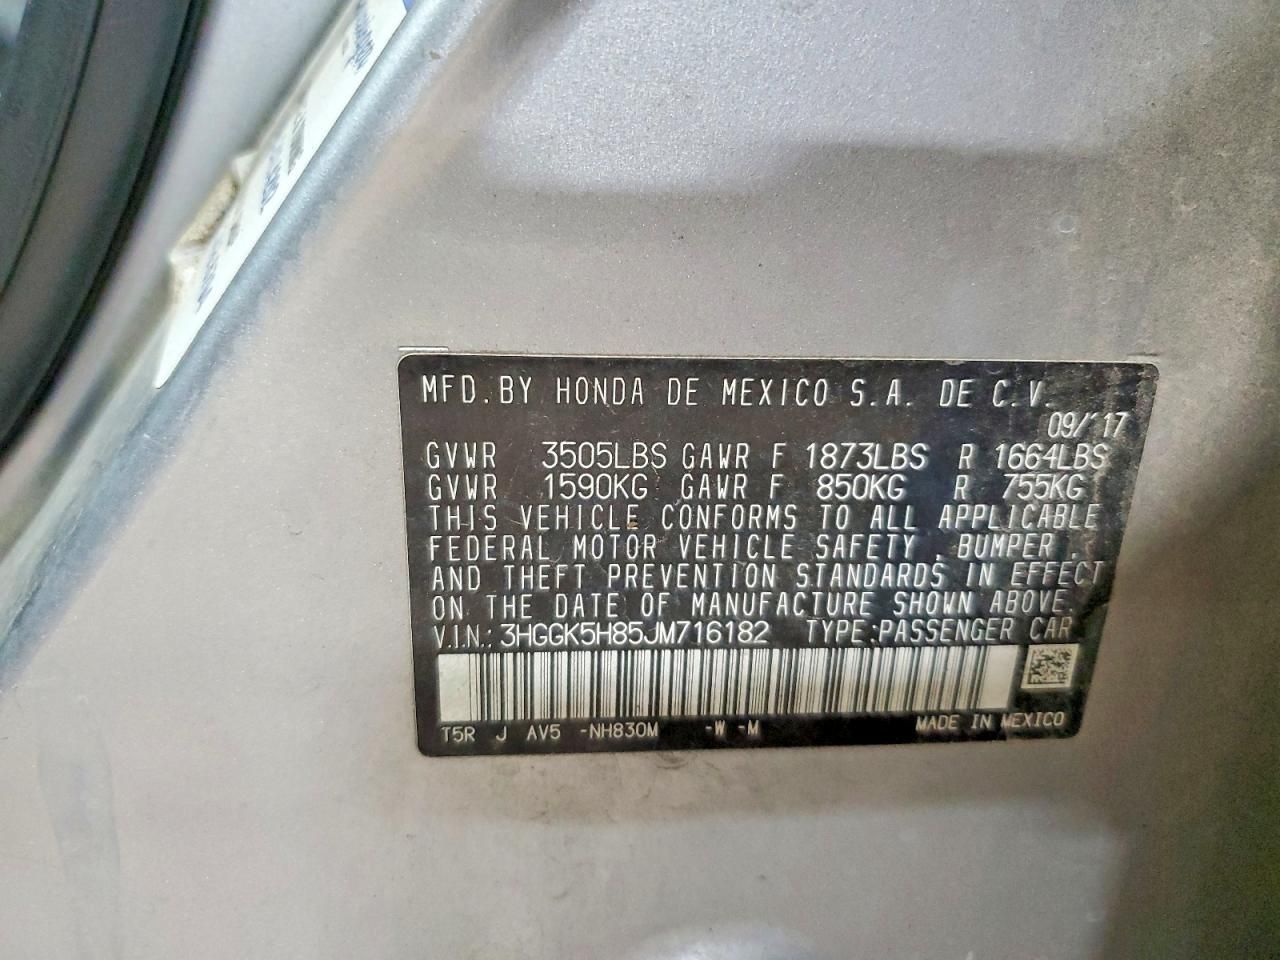 MFD. BY HONDA DE MEXICO S.A. DE C.V.
09/'17
GVWR 3505LBS GAWR F 1873LBS R 1664LBS
GVWR 1590KG GAWR F 850KG R 755KG
THIS VEHICLE CONFORMS TO ALL APPLICABLE
FEDERAL MOTOR VEHICLE SAFETY, BUMPER,
AND THEFT PREVENTION STANDARDS IN EFFECT
ON THE DATE OF MANUFACTURE SHOWN ABOVE.
V.I.N.: 3HGGK5H85JM716182 TYPE:PASSENGER CAR
T5R J AV5 -NH830M -W -M MADE IN MEXICO